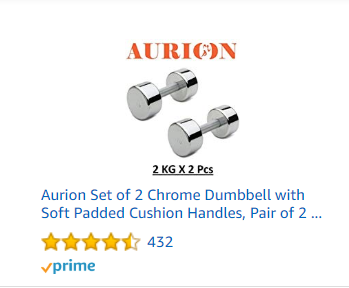 AURION
2 KG X 2 Pcs
Aurion Set of 2 Chrome Dumbbell with
Soft Padded Cushion Handles, Pair of 2 ...
432
prime